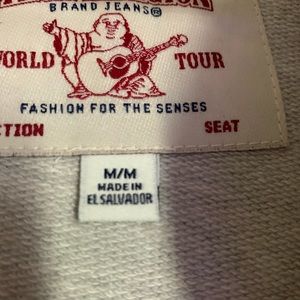 BRAND JEANS®
WORLD TOUR
FASHION FOR THE SENSES
SEAT
M/M
MADE IN
EL SALVADOR